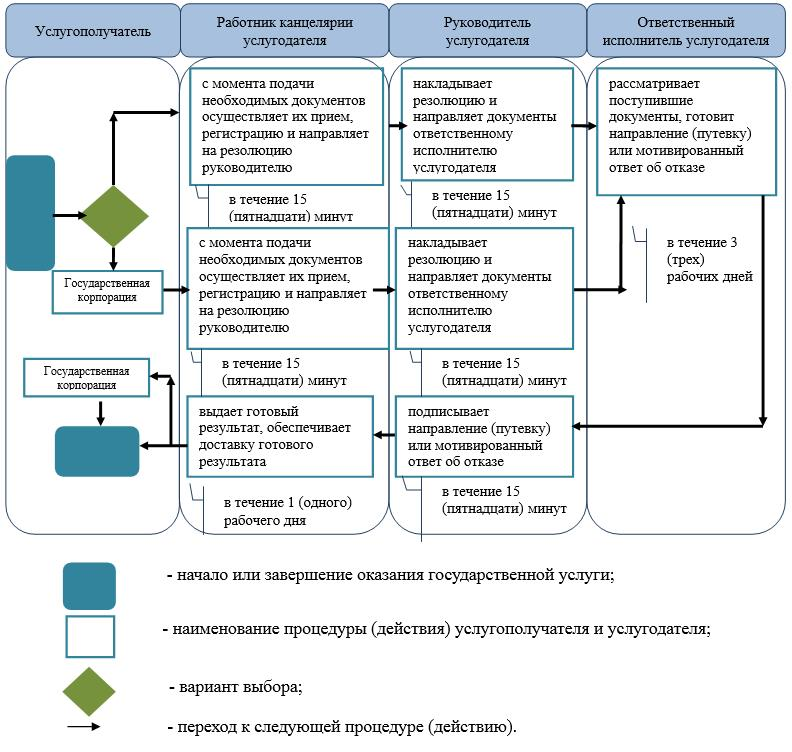 Услугополучатель
Работник канцелярии
услугодателя
Руководитель
услугодателя
Ответственный
исполнитель услугодателя
с момента подачи
необходимых документов
осуществляет их прием,
регистрацию и направляет
на резолюцию
руководителю
в течение 15
(пятнадцати) минут
накладывает
резолюцию и
направляет документы
ответственному
исполнителю
услугодателя
в течение 15
(пятнадцати) минут
рассматривает
поступившие
документы, готовит
направление (путевку)
или мотивированный
ответ об отказе
в течение 3
(трех)
рабочих дней
Государственная
корпорация
с момента подачи
необходимых документов
осуществляет их прием,
регистрацию и направляет
на резолюцию
руководителю
в течение 15
(пятнадцати) минут
накладывает
резолюцию и
направляет документы
ответственному
исполнителю
услугодателя
в течение 15
(пятнадцати) минут
Государственная
корпорация
выдает готовый
результат, обеспечивает
доставку готового
результата
в течение 1 (одного)
рабочего дня
подписывает
направление (путевку)
или мотивированный
ответ об отказе
в течение 15
(пятнадцати) минут
- начало или завершение оказания государственной услуги;
- наименование процедуры (действия) услугополучателя и услугодателя;
- вариант выбора;
- переход к следующей процедуре (действию).